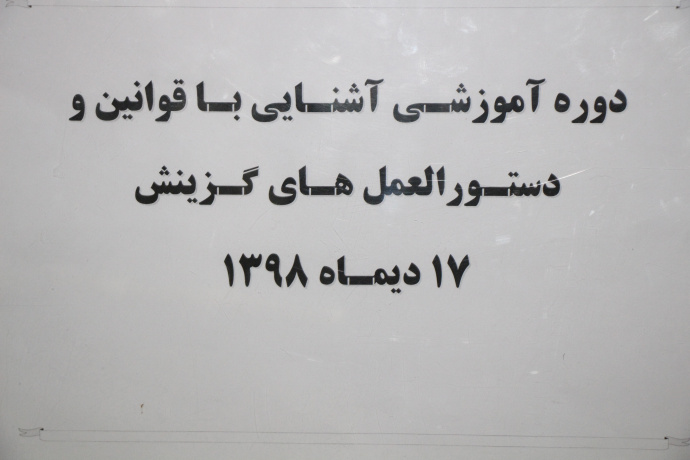 دوره آموزشی آشنایی با قوانین و
دستورالعمل های گزینش
۱۷ دیماه ۱۳۹۸